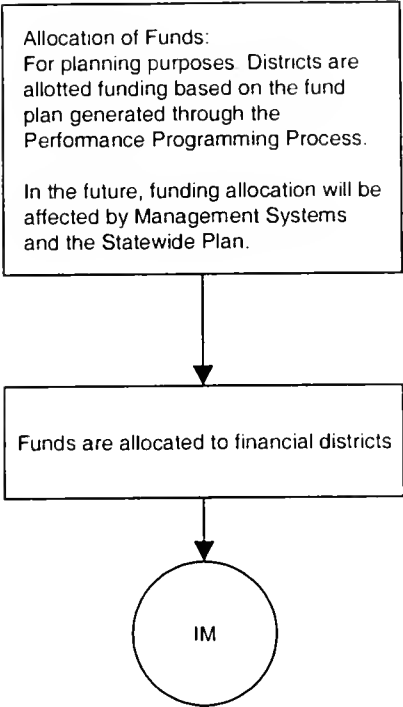 Allocation of Funds:
For planning purposes Districts are
allotted funding based on the fund
plan generated through the
Performance Programming Process.
In the future, funding allocation will be
affected by Management Systems
and the Statewide Plan.
Funds are allocated to financial districts
IM